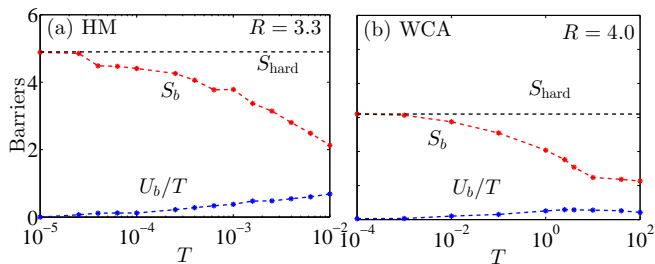 (a) HM R = 3.3
(b) WCA R = 4.0
Barriers
6
4
2
0
S_hard
S_b
U_b/T
S_hard
S_b
U_b/T
10^{-5} 10^{-4} 10^{-3} 10^{-2}
10^{-4} 10^{-2} 10^{0} 10^{2}
T
T